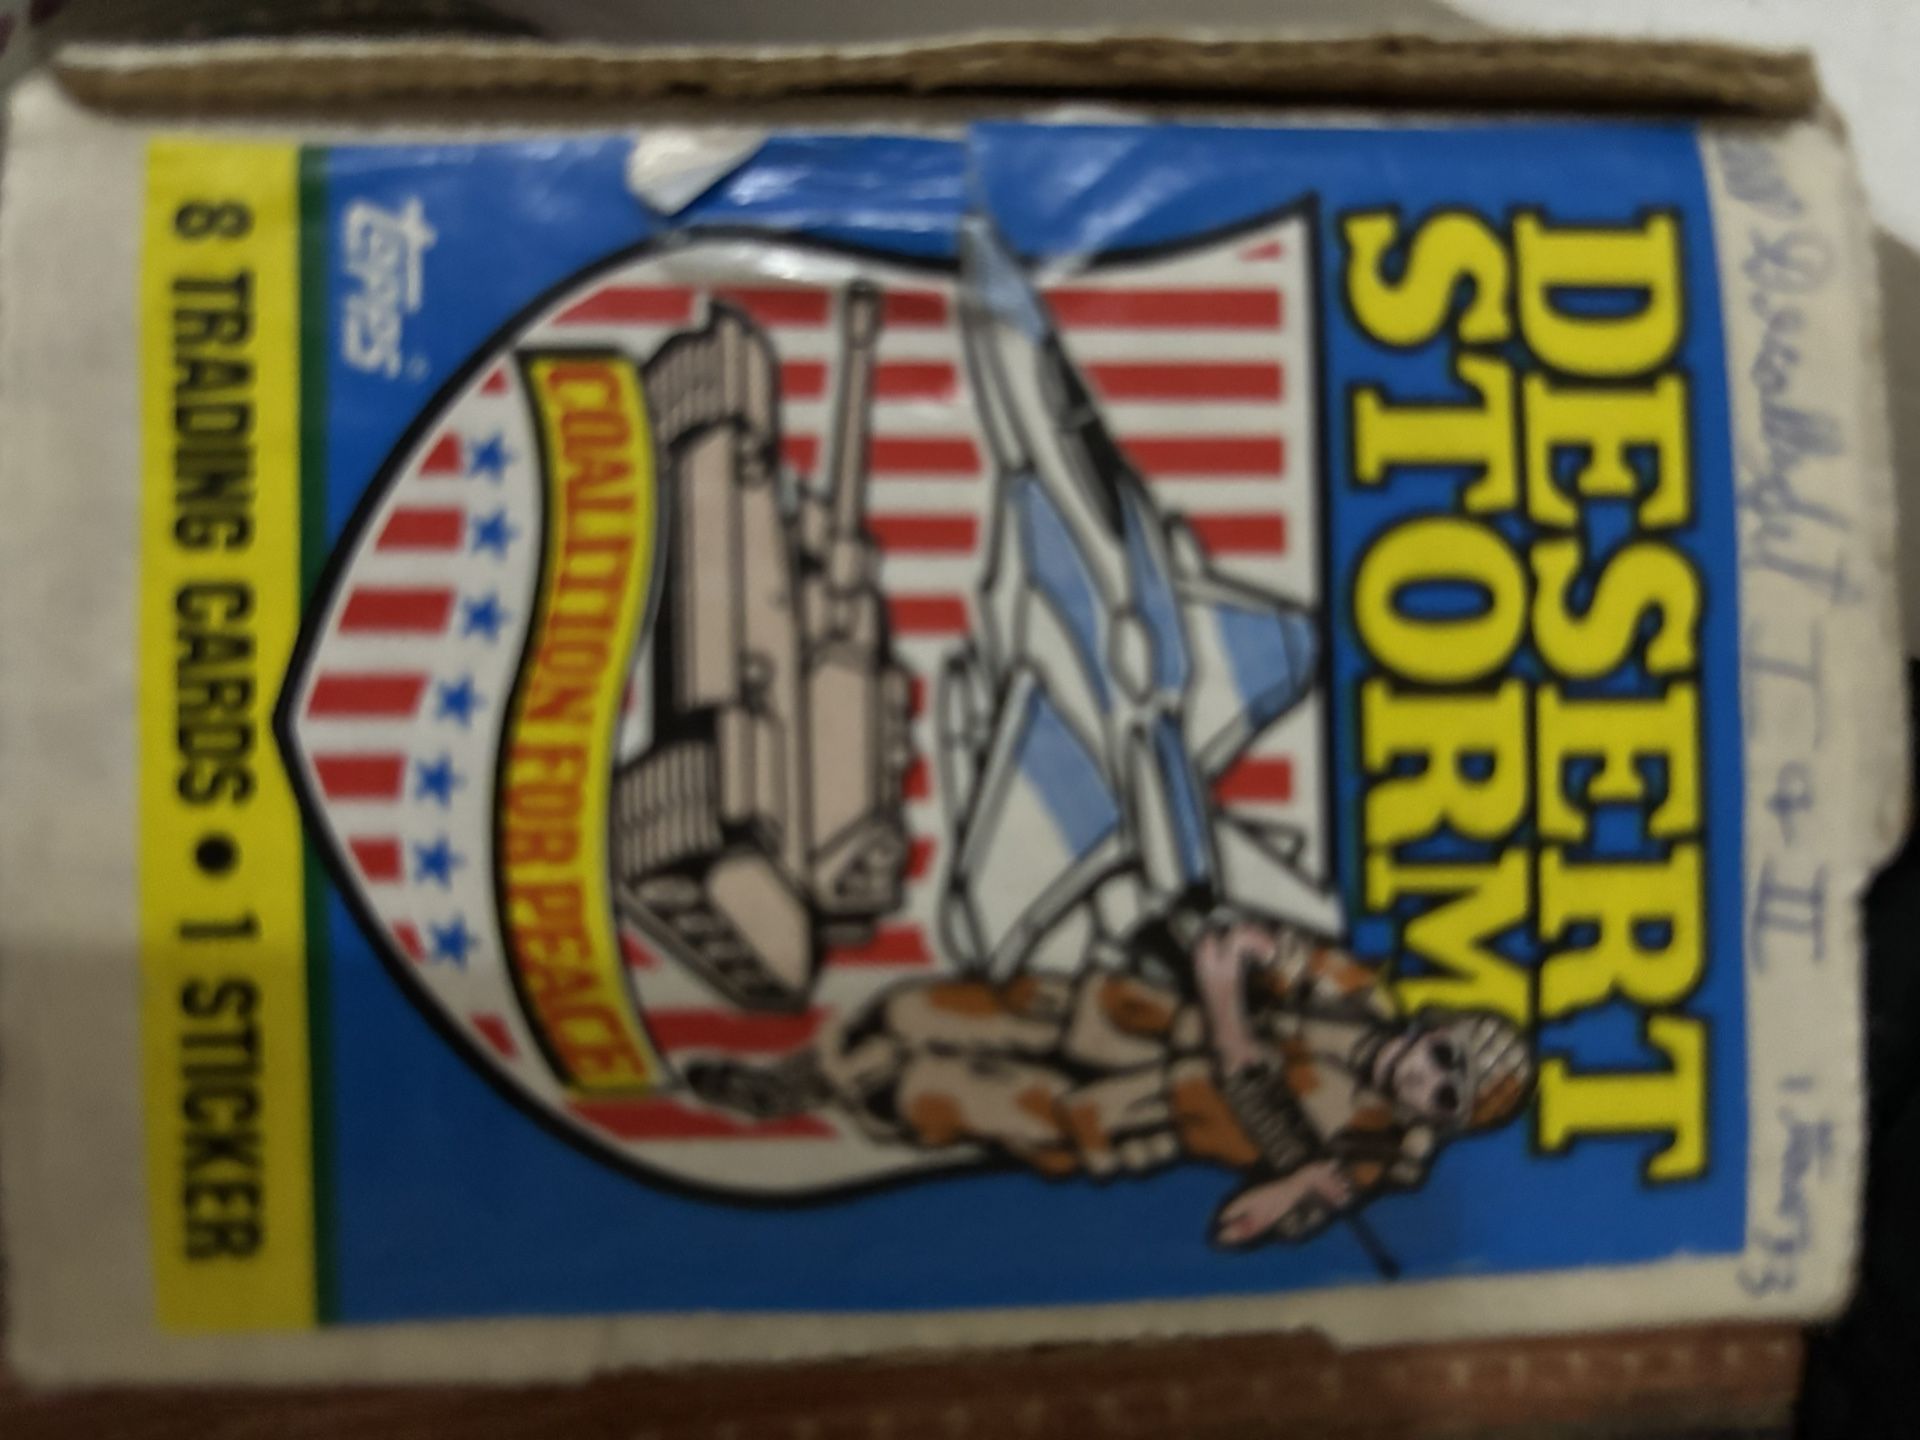 DESERT
STORM
COALITION FOR PEACE
TOPPS
8 TRADING CARDS • 1 STICKER